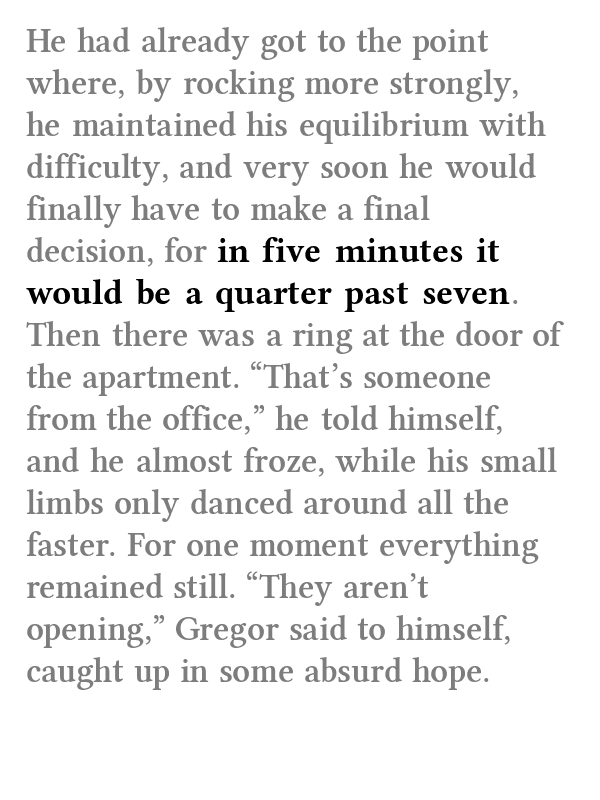 He had already got to the point
where, by rocking more strongly,
he maintained his equilibrium with
difficulty, and very soon he would
finally have to make a final
decision, for in five minutes it
would be a quarter past seven.
Then there was a ring at the door of
the apartment. “That’s someone
from the office,” he told himself,
and he almost froze, while his small
limbs only danced around all the
faster. For one moment everything
remained still. “They aren’t
opening,” Gregor said to himself,
caught up in some absurd hope.